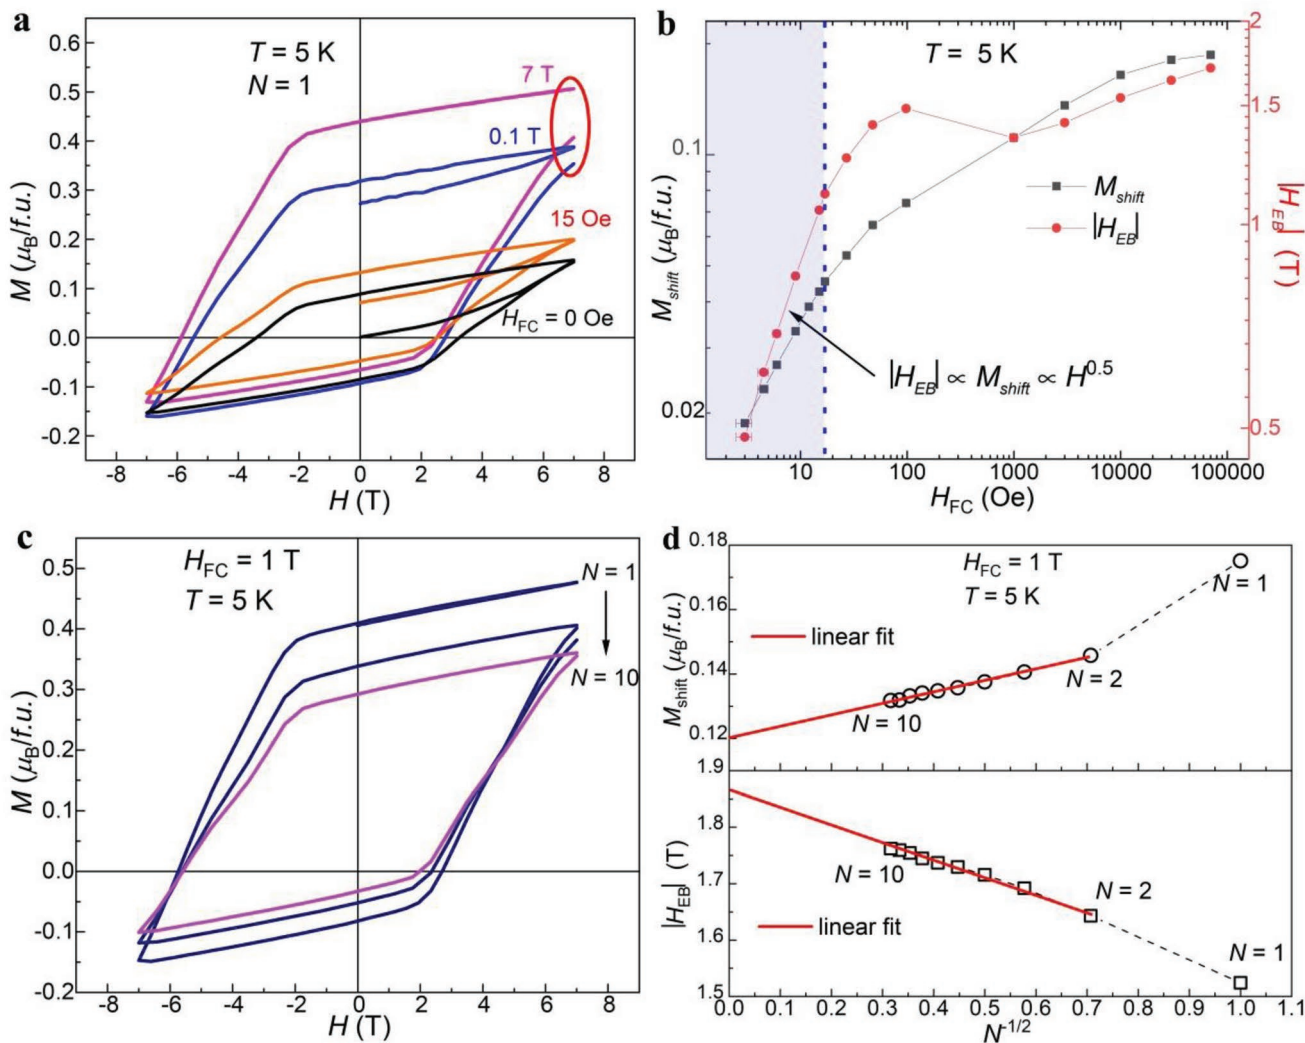 a
T = 5 K
N = 1
7 T
0.1 T
15 Oe
H_FC = 0 Oe
0.6
0.5
0.4
0.3
0.2
0.1
0.0
-0.1
-0.2
M (μ_B/f.u.)
-8 -6 -4 -2 0 2 4 6 8
H (T)
b
T = 5 K
0.1
0.02
M_shift (μ_B/f.u.)
M_shift
|H_EB|
|H_EB| ∝ M_shift ∝ H^0.5
2
1.5
1
0.5
|H_EB| (T)
10 100 1000 10000 100000
H_FC (Oe)
c
H_FC = 1 T
T = 5 K
N = 1
N = 10
0.5
0.4
0.3
0.2
0.1
0.0
-0.1
-0.2
M (μ_B/f.u.)
-8 -6 -4 -2 0 2 4 6 8
H (T)
d
H_FC = 1 T
T = 5 K
linear fit
N = 1
N = 2
N = 10
0.18
0.16
0.14
0.12
M_shift (μ_B/f.u.)
1.9
1.8
1.7
1.6
1.5
|H_EB| (T)
N = 10
N = 2
linear fit
N = 1
0.0 0.1 0.2 0.3 0.4 0.5 0.6 0.7 0.8 0.9 1.0 1.1
N^-1/2